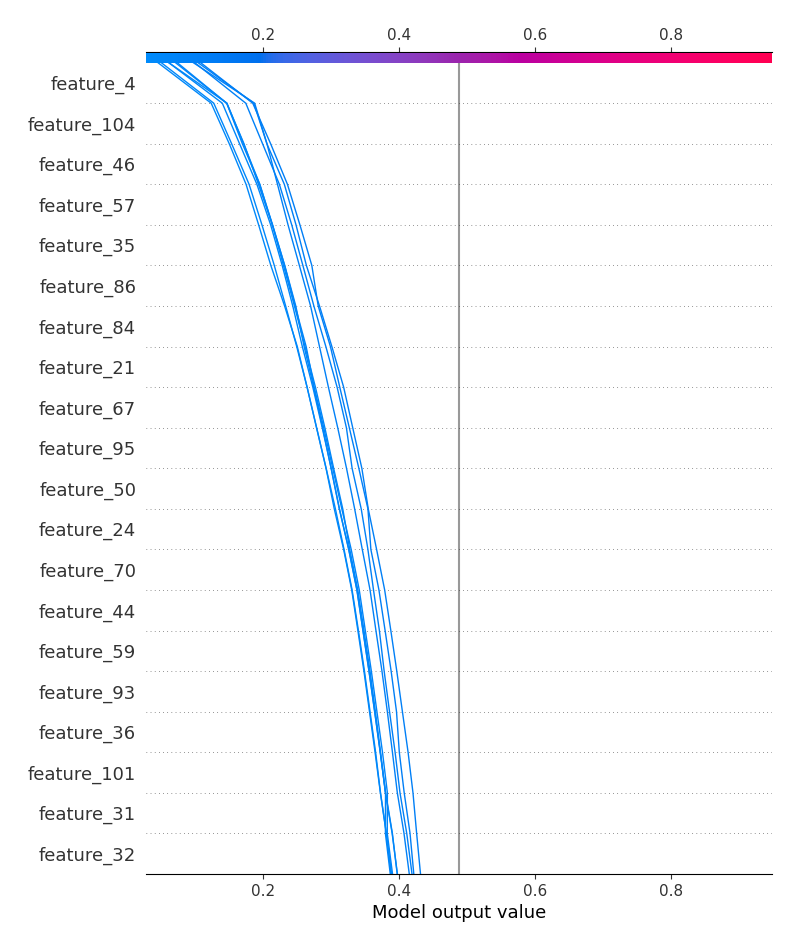 0.2 0.4 0.6 0.8
feature_4
feature_104
feature_46
feature_57
feature_35
feature_86
feature_84
feature_21
feature_67
feature_95
feature_50
feature_24
feature_70
feature_44
feature_59
feature_93
feature_36
feature_101
feature_31
feature_32
0.2 0.4 0.6 0.8
Model output value